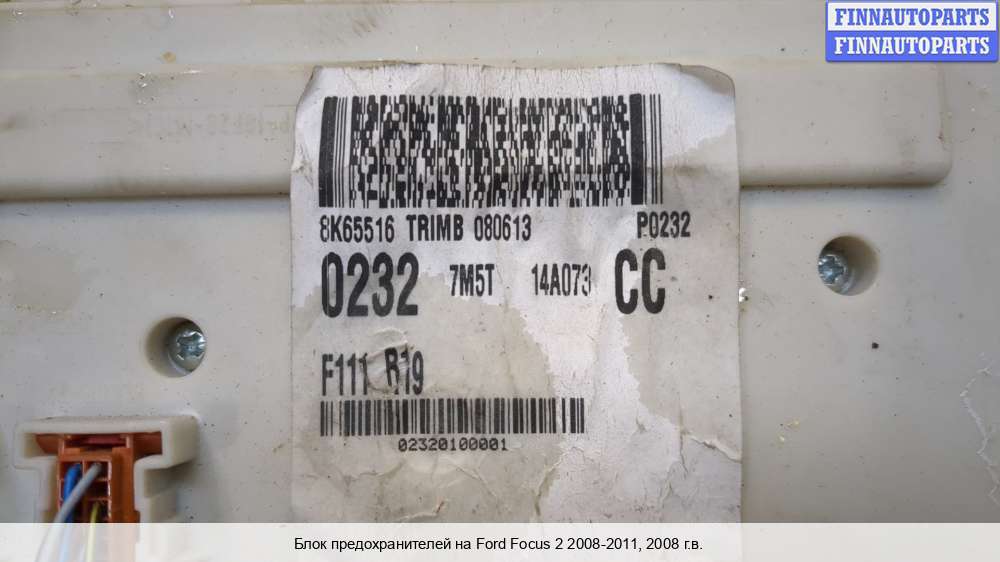 FINNAUTOPARTS
FINNAUTOPARTS
8K65516 TRIMB 080613 P0232
0232 7M5T 14A073 CC
F111 R19
02320100001
Блок предохранителей на Ford Focus 2 2008-2011, 2008 г.в.